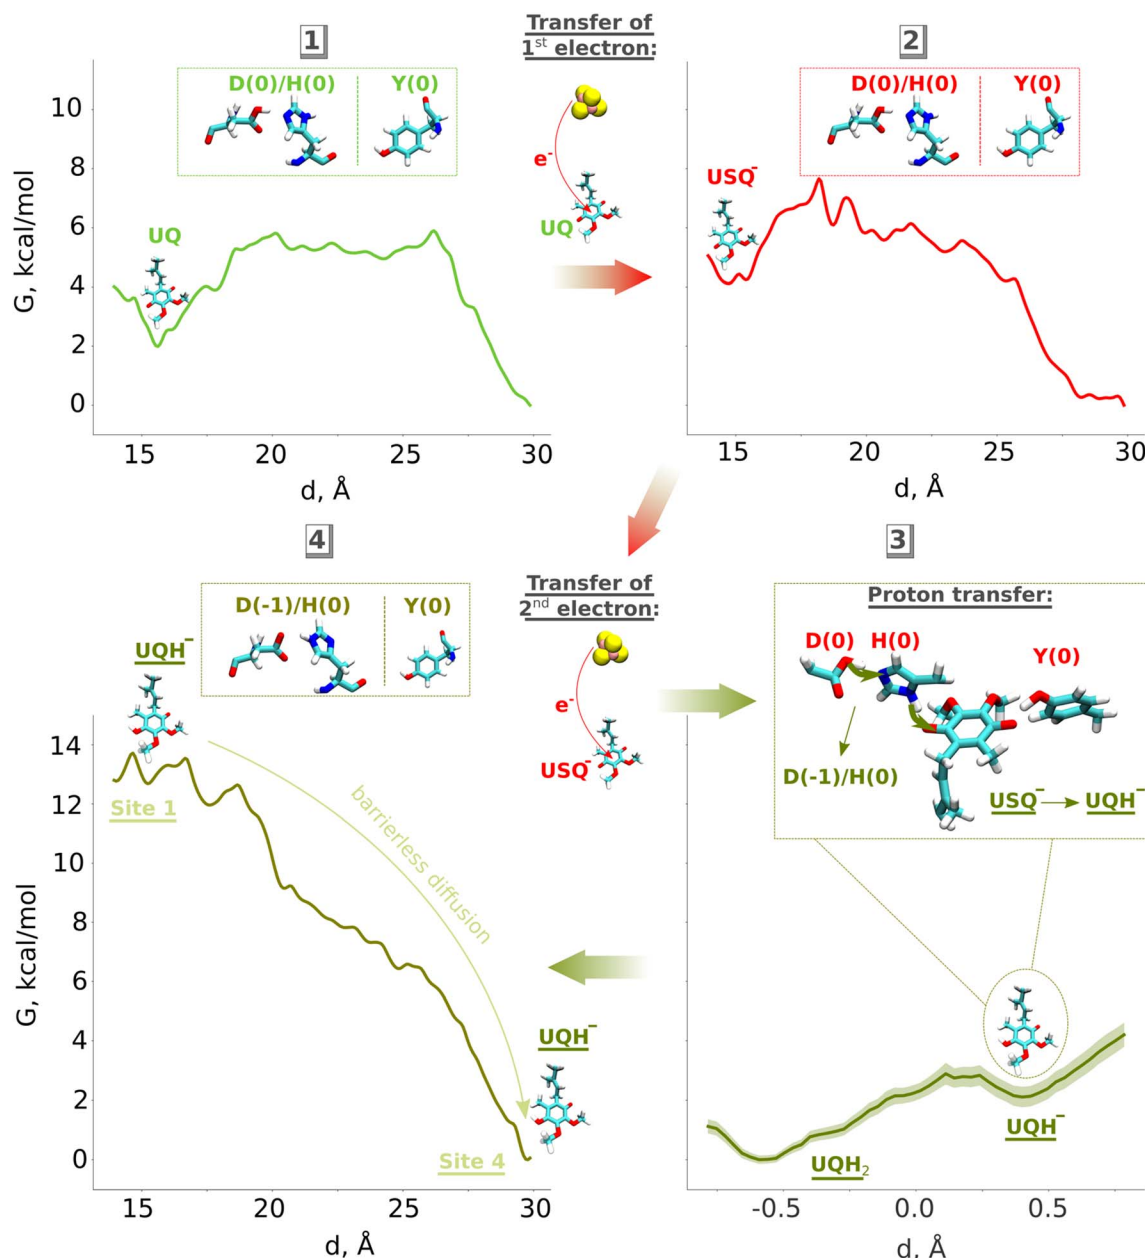 1
D(0)/H(0)
Y(0)
UQ
G, kcal/mol
10
8
6
4
2
0
15
20
25
30
d, Å
Transfer of
1st electron:
e-
UQ
2
D(0)/H(0)
Y(0)
USQ-
15
20
25
30
d, Å
4
D(-1)/H(0)
Y(0)
UQH-
G, kcal/mol
14
12
10
8
6
4
2
0
Site 1
barrierless diffusion
UQH-
Site 4
15
20
25
30
d, Å
Transfer of
2nd electron:
e-
USQ-
3
Proton transfer:
D(0)
H(0)
Y(0)
D(-1)/H(0)
USQ- → UQH-
UQH-
UQH2
-0.5
0.0
0.5
d, Å